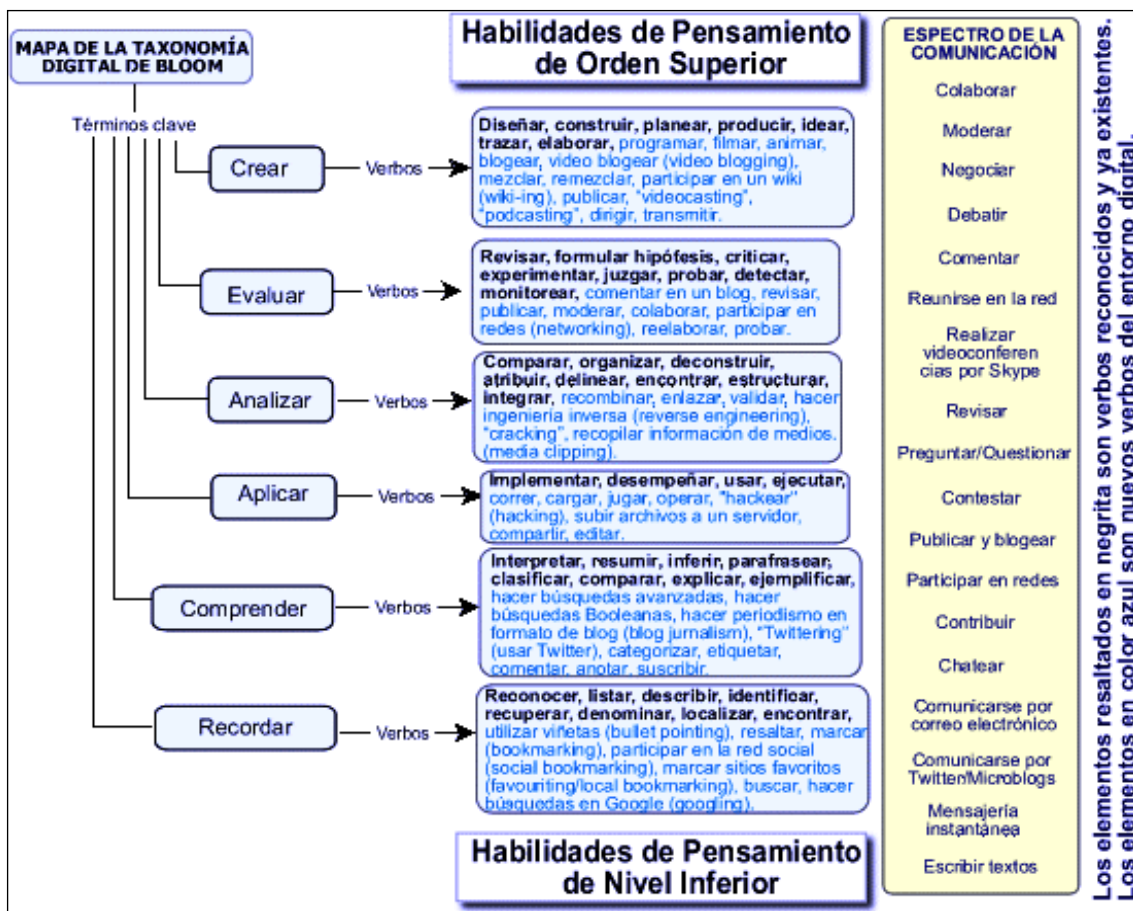 MAPA DE LA TAXONOMÍA
DIGITAL DE BLOOM
Términos clave
Habilidades de Pensamiento
de Orden Superior
Crear
Verbos
Diseñar, construir, planear, producir, idear,
trazar, elaborar, programar, filmar, animar,
blogear, video blogear (video blogging),
mezclar, remezclar, participar en un wiki
(wiki-ing), publicar, "videocasting",
"podcasting", dirigir, transmitir.
Evaluar
Verbos
Revisar, formular hipótesis, criticar,
experimentar, juzgar, probar, detectar,
monitorear, comentar en un blog, revisar,
publicar, moderar, colaborar, participar en
redes (networking), reelaborar, probar.
Analizar
Verbos
Comparar, organizar, deconstruir,
atribuir, delinear, encontrar, estructurar,
integrar, recombinar, enlazar, validar, hacer
ingeniería inversa (reverse engineering),
"cracking", recopilar información de medios.
(media clipping).
Aplicar
Verbos
Implementar, desempeñar, usar, ejecutar,
correr, cargar, jugar, operar, "hackear"
(hacking), subir archivos a un servidor,
compartir, editar.
Comprender
Verbos
Interpretar, resumir, inferir, parafrasear,
clasificar, comparar, explicar, ejemplificar,
hacer búsquedas avanzadas, hacer
búsquedas Booleanas, hacer periodismo en
formato de blog (blog jurnalism), "Twittering"
(usar Twitter), categorizar, etiquetar,
comentar, anotar, suscribir.
Recordar
Verbos
Reconocer, listar, describir, identificar,
recuperar, denominar, localizar, encontrar,
utilizar viñetas (bullet pointing), resaltar, marcar
(bookmarking), participar en la red social
(social bookmarking), marcar sitios favoritos
(favouriting/local bookmarking), buscar, hacer
búsquedas en Google (googling).
Habilidades de Pensamiento
de Nivel Inferior
ESPECTRO DE LA
COMUNICACIÓN
Colaborar
Moderar
Negociar
Debatir
Comentar
Reunirse en la red
Realizar
videoconferen
cias por Skype
Revisar
Preguntar/Questionar
Contestar
Publicar y blogear
Participar en redes
Contribuir
Chatear
Comunicarse por
correo electrónico
Comunicarse por
Twitter/Microblogs
Mensajería
instantánea
Escribir textos
Los elementos resaltados en negrita son verbos reconocidos y ya existentes.
Los elementos en color azul son nuevos verbos del entorno digital.